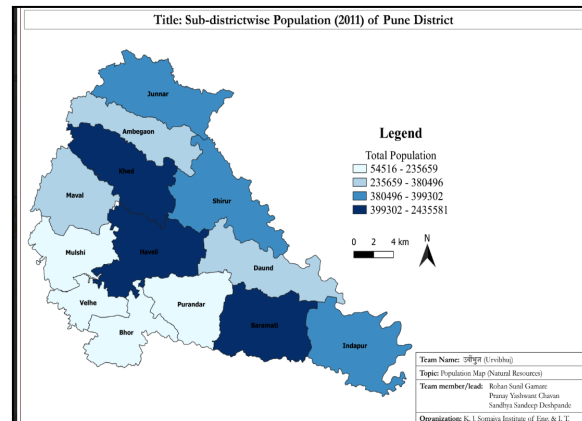 Title: Sub-districtwise Population (2011) of Pune District
Junnar
Ambegaon
Khed
Maval
Shirur
Mulshi
Haveli
Daund
Velhe
Purandar
Bhor
Baramati
Indapur
Legend
Total Population
54516 - 235659
235659 - 380496
380496 - 399302
399302 - 2435581
0 2 4 km
N
Team Name: उर्वीभुज (Urvibhuj)
Topic: Population Map (Natural Resources)
Team member/lead: Rohan Sunil Gamare
Pranay Yashwant Chavan
Sandhya Sandeep Deshpande
Organization: K. J. Somaiya Institute of Eng. & I. T.